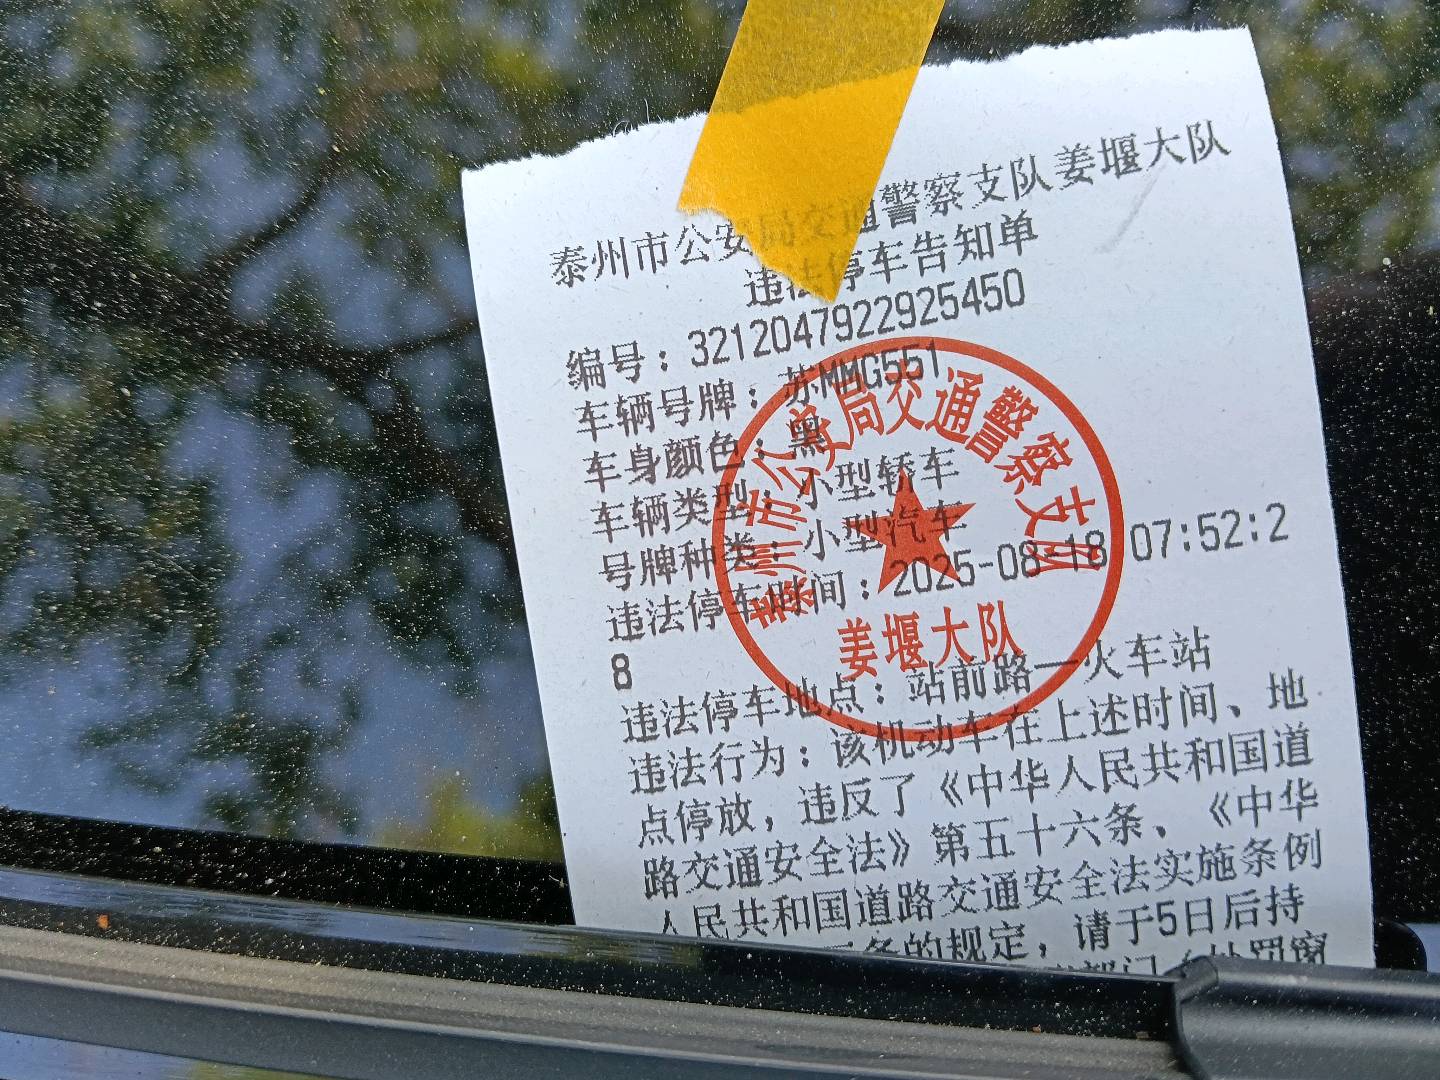 泰州市公安局交通警察支队姜堰大队
违法停车告知单
编号：3212047922925450
车辆号牌：苏MMG551
车身颜色：黑
车辆类型：小型轿车
号牌种类：小型汽车
违法停车时间：2025-08-18 07:52:2
8
违法停车地点：站前路一火车站
违法行为：该机动车在上述时间、地
点停放，违反了《中华人民共和国道
路交通安全法》第五十六条、《中华
人民共和国道路交通安全法实施条例
条的规定，请于5日后持
泰州市公安局交通警察支队
姜堰大队